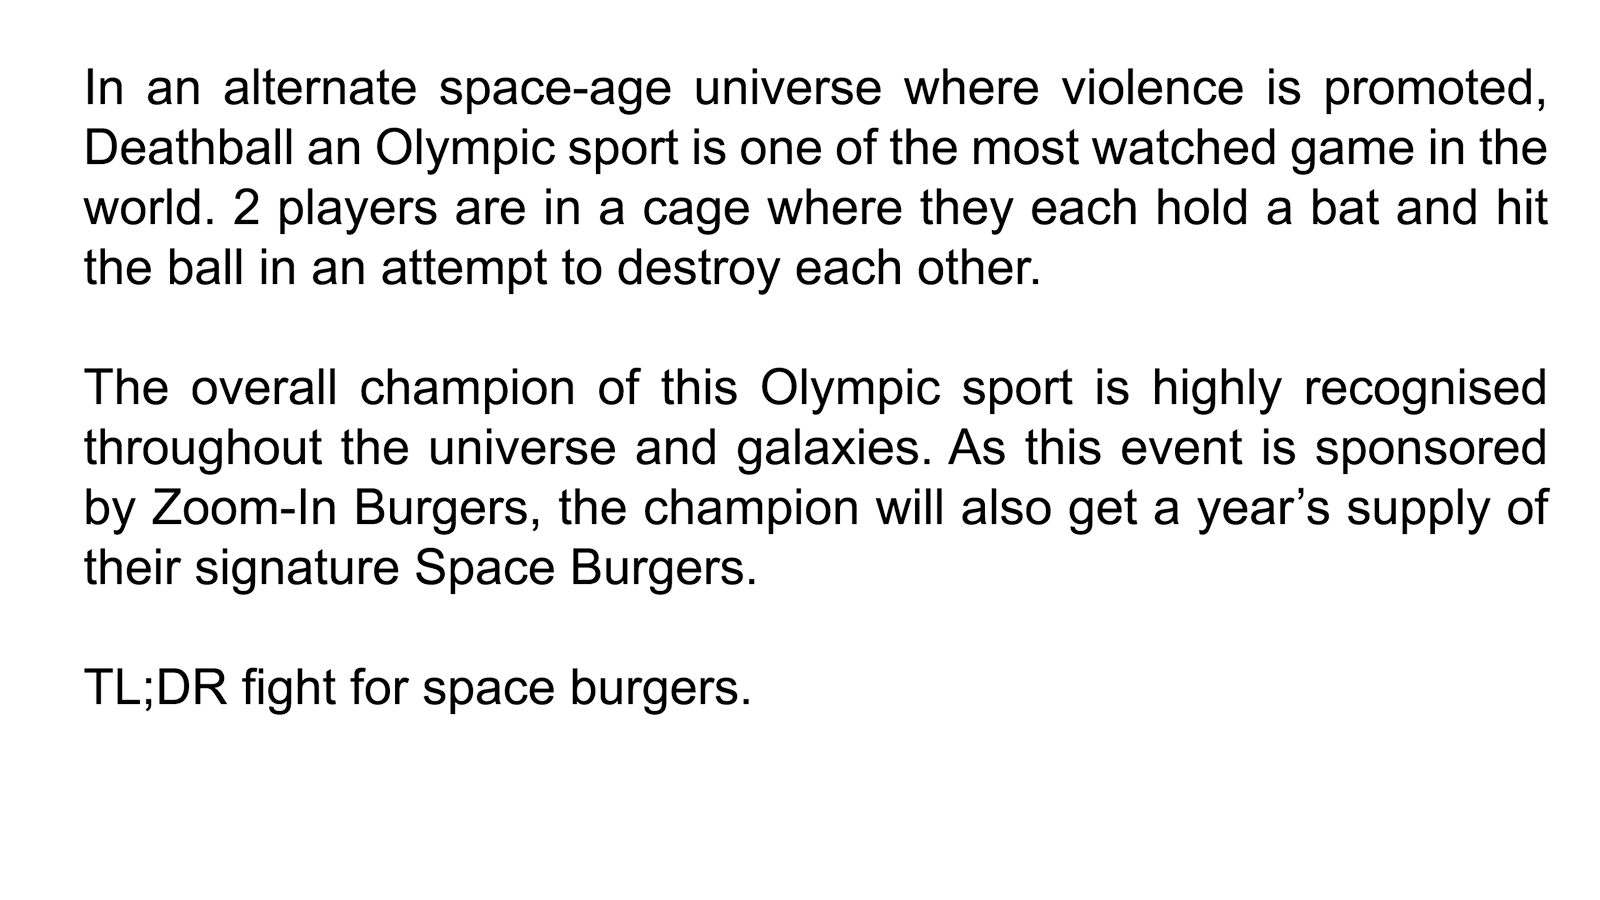 In an alternate space-age universe where violence is promoted,
Deathball an Olympic sport is one of the most watched game in the
world. 2 players are in a cage where they each hold a bat and hit
the ball in an attempt to destroy each other.
The overall champion of this Olympic sport is highly recognised
throughout the universe and galaxies. As this event is sponsored
by Zoom-In Burgers, the champion will also get a year’s supply of
their signature Space Burgers.
TL;DR fight for space burgers.